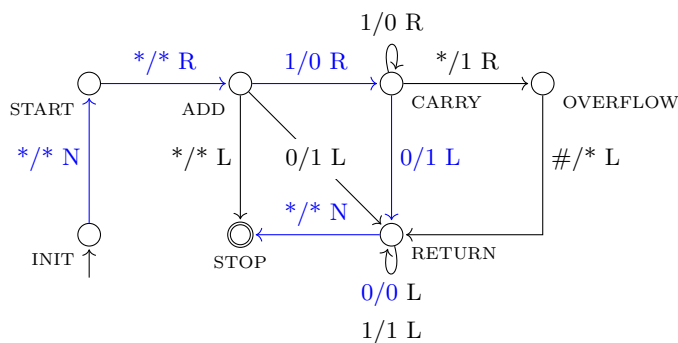 1/0 R
*/* R
1/0 R
*/1 R
START
ADD
CARRY
OVERFLOW
*/* N
*/* L
0/1 L
0/1 L
#/* L
*/* N
INIT
STOP
RETURN
0/0 L
1/1 L